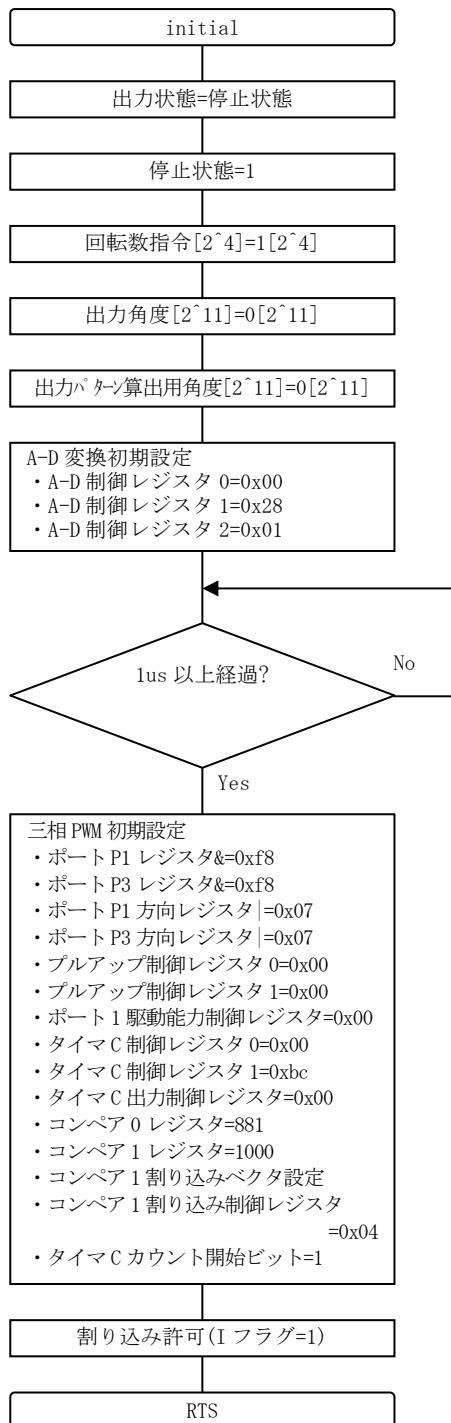 initial
出力状態=停止状態
停止状態=1
回転数指令[2^4]=1[2^4]
出力角度[2^11]=0[2^11]
出力ﾊﾟﾀｰﾝ算出用角度[2^11]=0[2^11]
A-D 変換初期設定
・A-D 制御レジスタ 0=0x00
・A-D 制御レジスタ 1=0x28
・A-D 制御レジスタ 2=0x01
1us 以上経過?
No
Yes
三相 PWM 初期設定
・ポート P1 レジスタ&=0xf8
・ポート P3 レジスタ&=0xf8
・ポート P1 方向レジスタ|=0x07
・ポート P3 方向レジスタ|=0x07
・プルアップ制御レジスタ 0=0x00
・プルアップ制御レジスタ 1=0x00
・ポート 1 駆動能力制御レジスタ=0x00
・タイマ C 制御レジスタ 0=0x00
・タイマ C 制御レジスタ 1=0xbc
・タイマ C 出力制御レジスタ=0x00
・コンペア 0 レジスタ=881
・コンペア 1 レジスタ=1000
・コンペア 1 割り込みベクタ設定
・コンペア 1 割り込み制御レジスタ
=0x04
・タイマ C カウント開始ビット=1
割り込み許可(I フラグ=1)
RTS